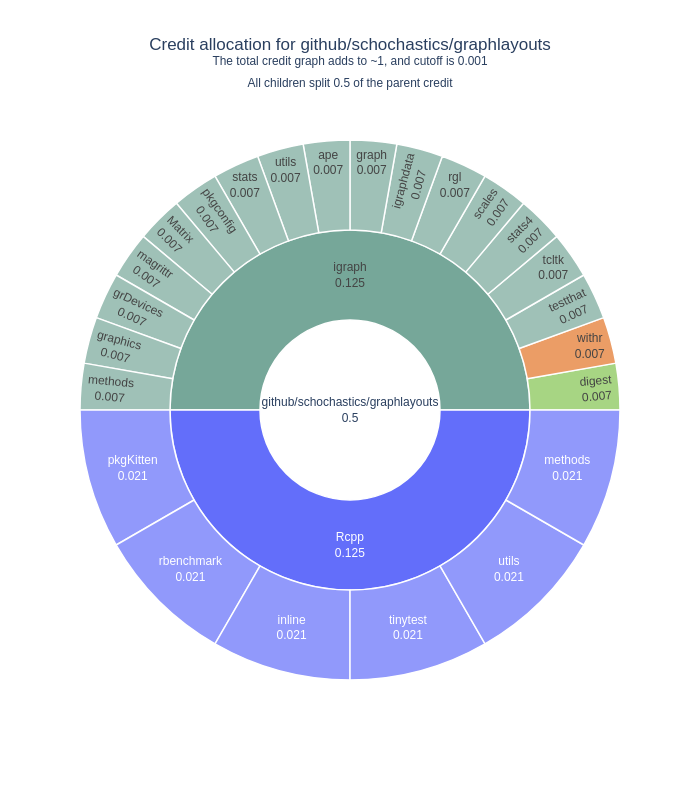 Credit allocation for github/schochastics/graphlayouts
The total credit graph adds to ~1, and cutoff is 0.001
All children split 0.5 of the parent credit
github/schochastics/graphlayouts
0.5
igraph
0.125
Rcpp
0.125
methods
0.007
graphics
0.007
grDevices
0.007
magrittr
0.007
Matrix
0.007
pkgconfig
0.007
stats
0.007
utils
0.007
ape
0.007
graph
0.007
igraphdata
0.007
rgl
0.007
scales
0.007
stats4
0.007
tcltk
0.007
testthat
0.007
withr
0.007
digest
0.007
methods
0.021
utils
0.021
tinytest
0.021
inline
0.021
rbenchmark
0.021
pkgKitten
0.021